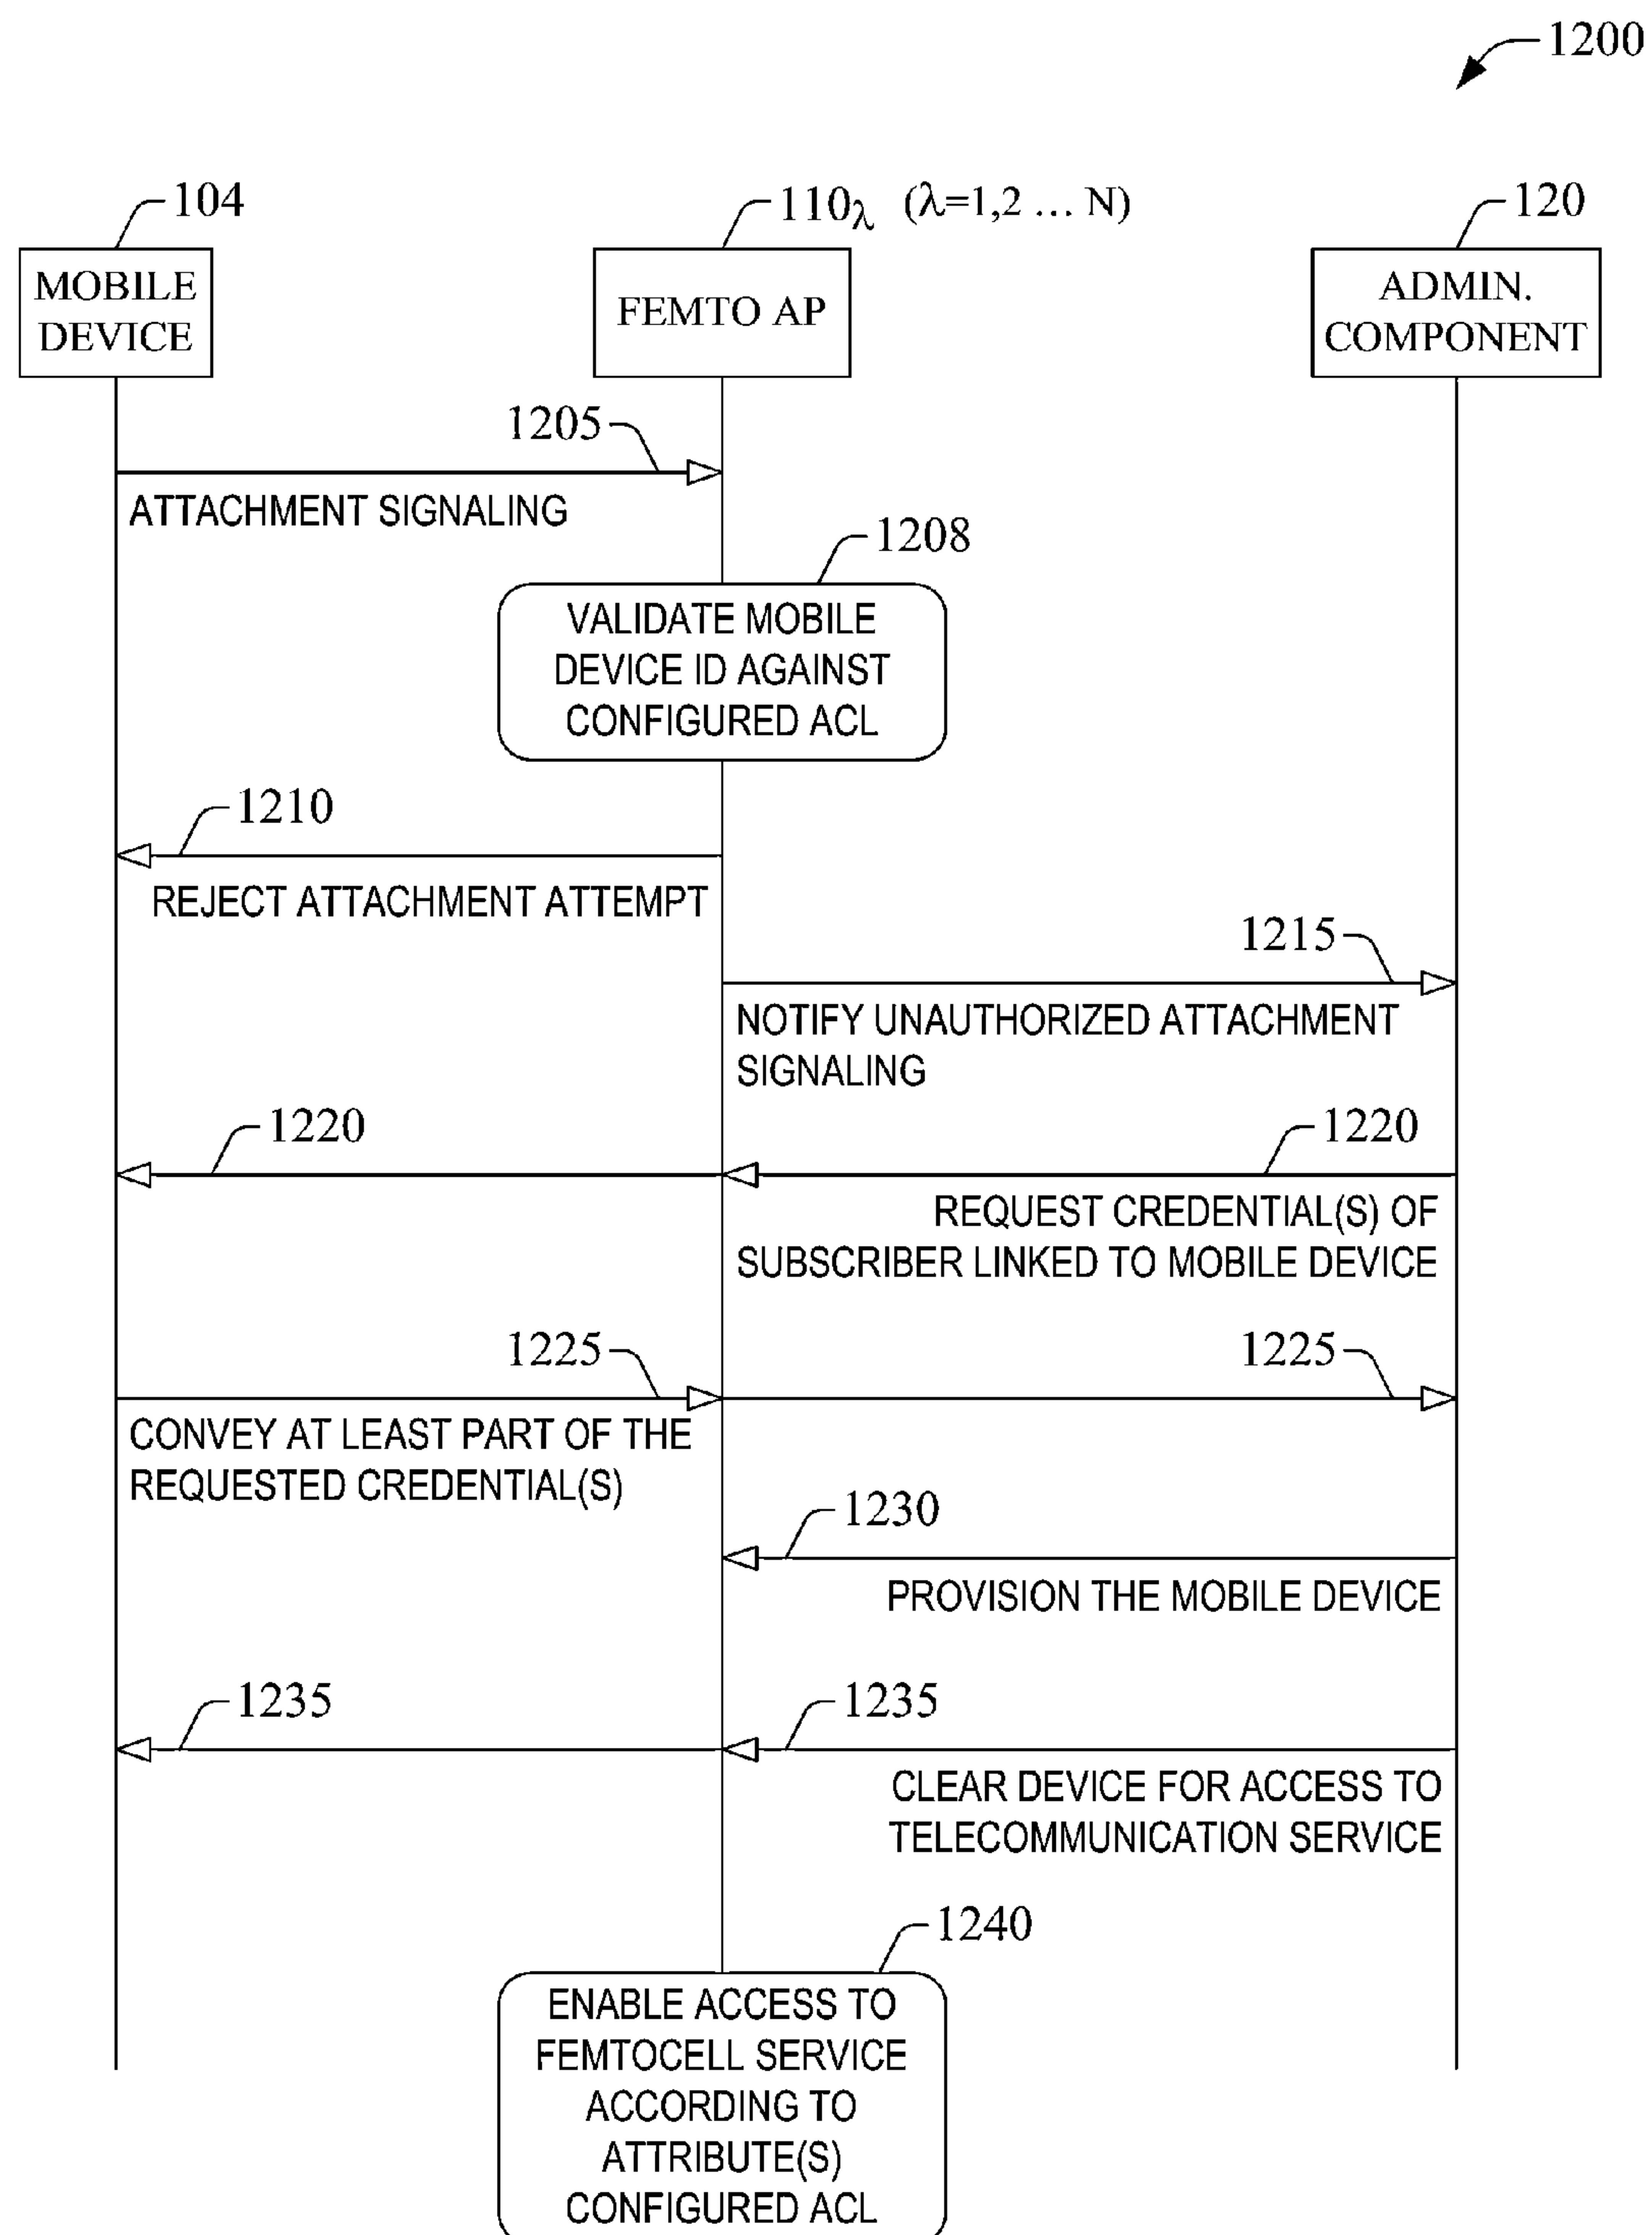 1200
104
110λ (λ=1,2 ... N)
120
MOBILE
DEVICE
FEMTO AP
ADMIN.
COMPONENT
1205
ATTACHMENT SIGNALING
1208
VALIDATE MOBILE
DEVICE ID AGAINST
CONFIGURED ACL
1210
REJECT ATTACHMENT ATTEMPT
1215
NOTIFY UNAUTHORIZED ATTACHMENT
SIGNALING
1220
1220
REQUEST CREDENTIAL(S) OF
SUBSCRIBER LINKED TO MOBILE DEVICE
1225
1225
CONVEY AT LEAST PART OF THE
REQUESTED CREDENTIAL(S)
1230
PROVISION THE MOBILE DEVICE
1235
1235
CLEAR DEVICE FOR ACCESS TO
TELECOMMUNICATION SERVICE
1240
ENABLE ACCESS TO
FEMTOCELL SERVICE
ACCORDING TO
ATTRIBUTE(S)
CONFIGURED ACL